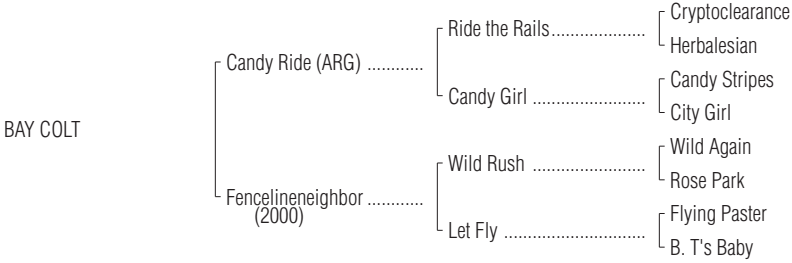 Cryptoclearance
Ride the Rails.....................
Herbalesian
Candy Ride (ARG) ............
Candy Stripes
Candy Girl .........................
City Girl
BAY COLT
Wild Again
Wild Rush .........................
Rose Park
Fencelineneighbor ............
(2000)
Flying Paster
Let Fly ...............................
B. T's Baby